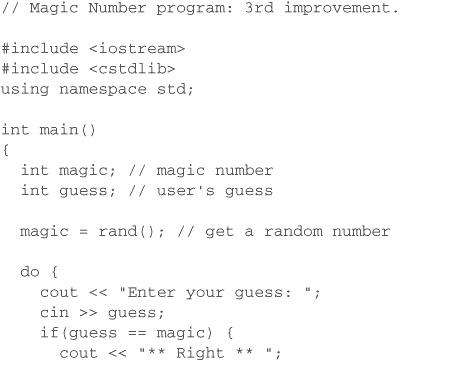 // Magic Number program: 3rd improvement.
#include <iostream>
#include <cstdlib>
using namespace std;
int main()
{
int magic; // magic number
int guess; // user's guess
magic = rand(); // get a random number
do {
cout << "Enter your guess: ";
cin >> guess;
if(guess == magic) {
cout << "** Right ** ";